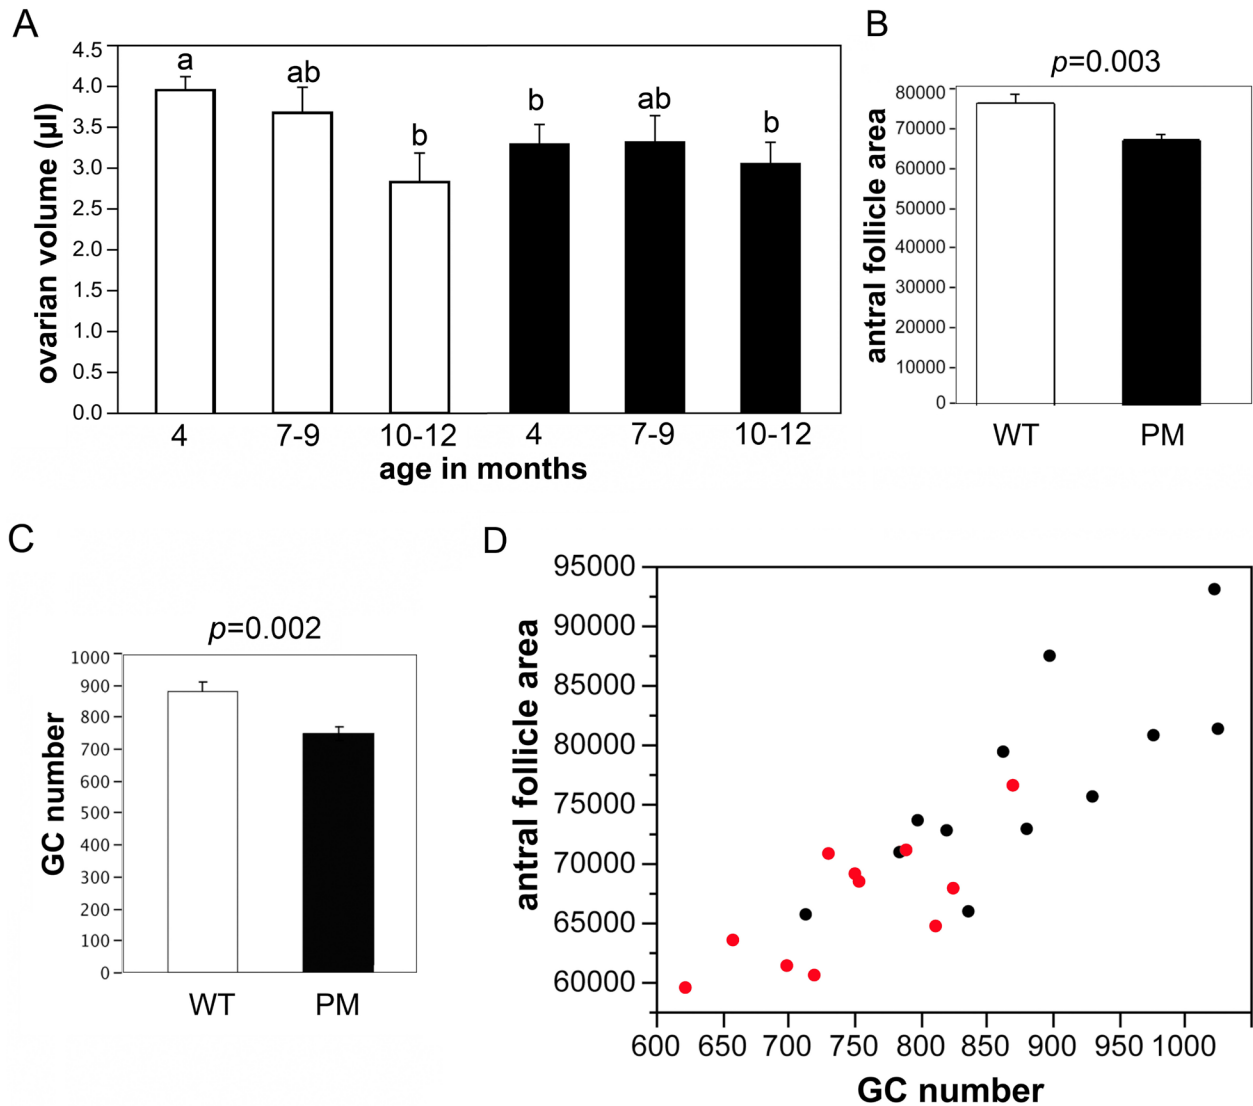 A
4.5
4.0
3.5
3.0
2.5
2.0
1.5
1.0
0.5
0.0
ovarian volume (µl)
a
ab
b
b
ab
b
4
7-9
10-12
4
7-9
10-12
age in months
B
p=0.003
80000
70000
60000
50000
40000
30000
20000
10000
0
antral follicle area
WT
PM
C
p=0.002
1000
900
800
700
600
500
400
300
200
100
0
GC number
WT
PM
D
95000
90000
85000
80000
75000
70000
65000
60000
antral follicle area
600
650
700
750
800
850
900
950
1000
GC number